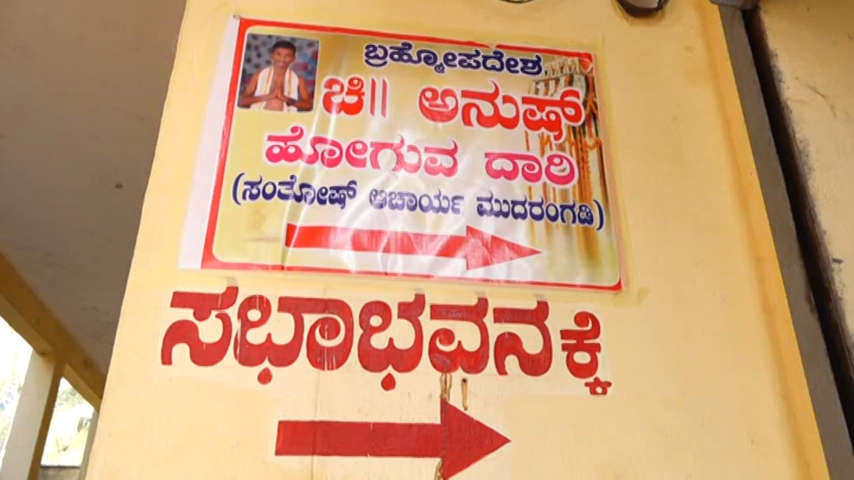 ಬ್ರಹ್ಮೋಪದೇಶ
ಚಿ|| ಅನುಷ್
ಹೋಗುವ ದಾರಿ
(ಸಂತೋಷ್ ಆಚಾರ್ಯ ಮುದರಂಗಡಿ)
ಸಭಾಭವನಕ್ಕೆ